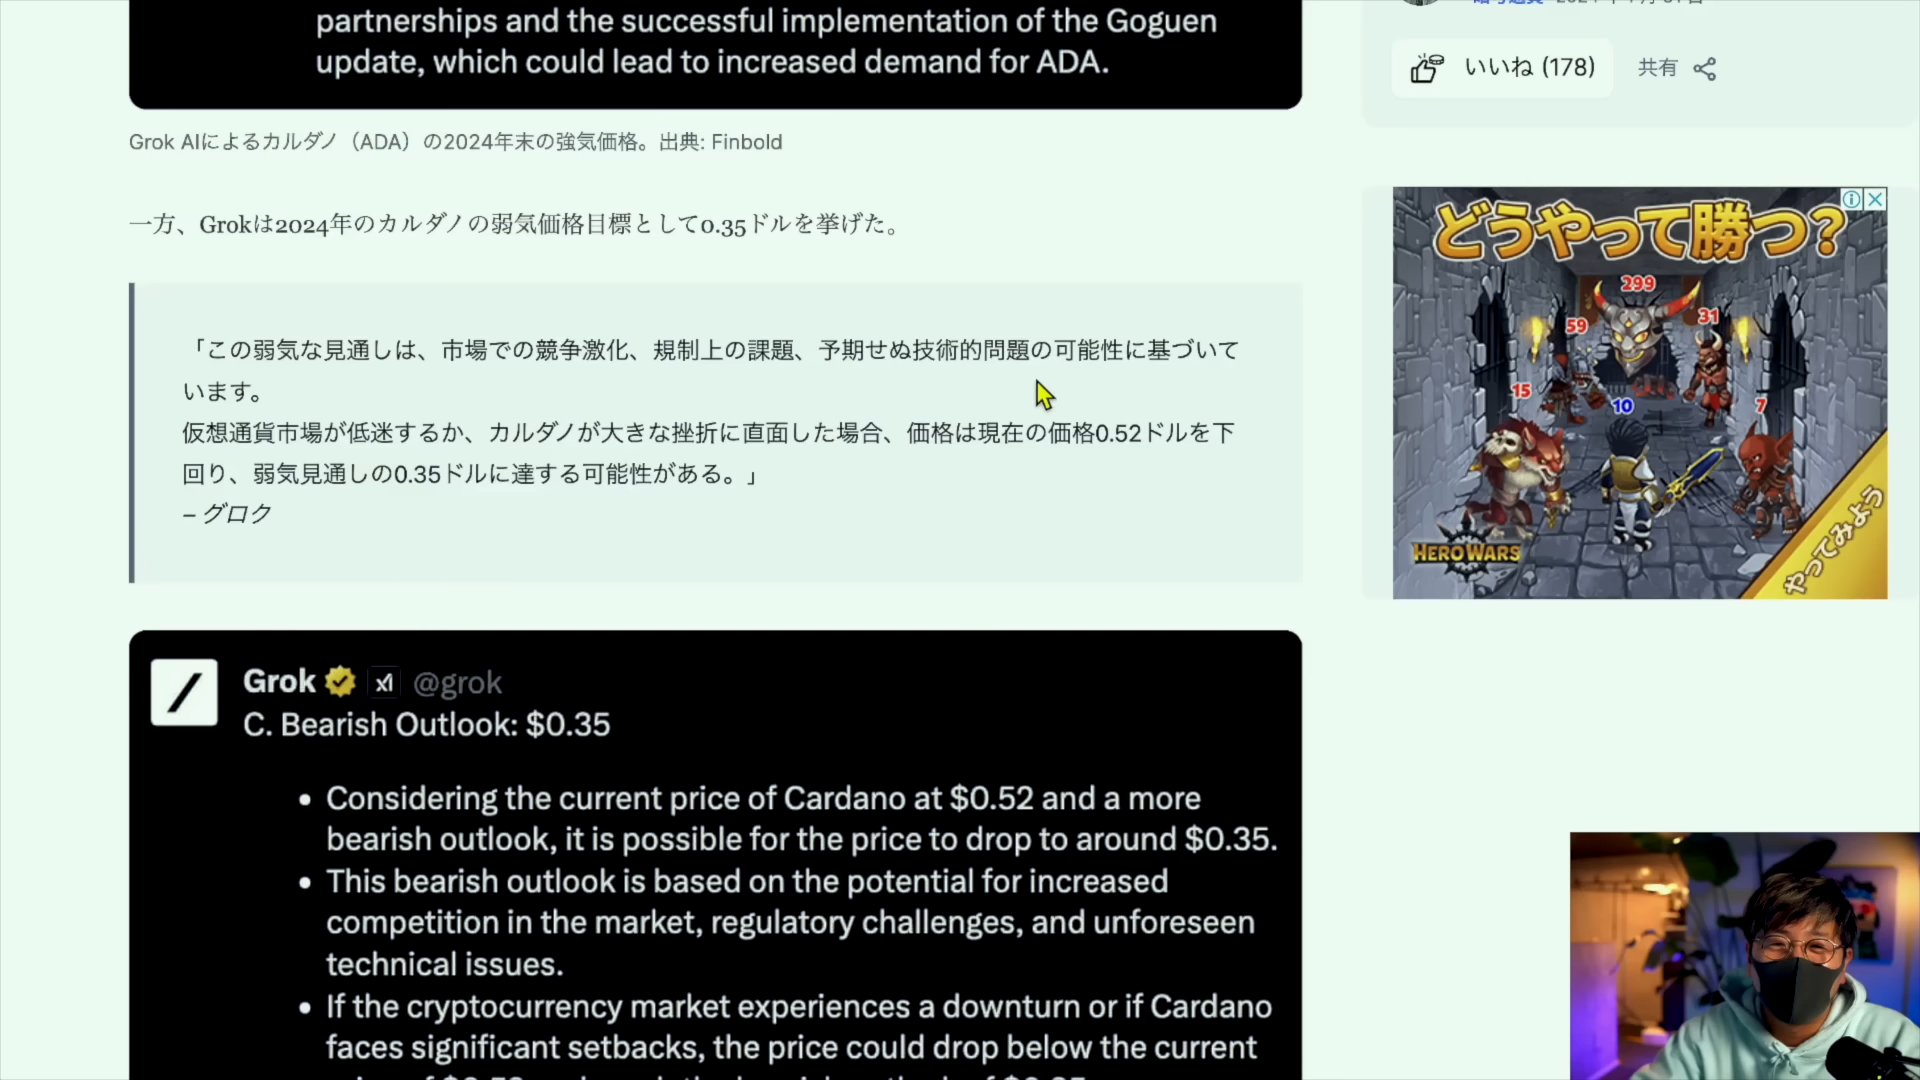 partnerships and the successful implementation of the Goguen
update, which could lead to increased demand for ADA.
Grok AIによるカルダノ（ADA）の2024年末の強気価格。出典: Finbold
一方、Grokは2024年のカルダノの弱気価格目標として0.35ドルを挙げた。
「この弱気な見通しは、市場での競争激化、規制上の課題、予期せぬ技術的問題の可能性に基づいて
います。
仮想通貨市場が低迷するか、カルダノが大きな挫折に直面した場合、価格は現在の価格0.52ドルを下
回り、弱気見通しの0.35ドルに達する可能性がある。」
– グロク
Grok @grok
C. Bearish Outlook: $0.35
• Considering the current price of Cardano at $0.52 and a more
bearish outlook, it is possible for the price to drop to around $0.35.
• This bearish outlook is based on the potential for increased
competition in the market, regulatory challenges, and unforeseen
technical issues.
• If the cryptocurrency market experiences a downturn or if Cardano
faces significant setbacks, the price could drop below the current
いいね (178)
共有
どうやって勝つ?
299
59
31
15
10
7
HERO WARS
やってみよう